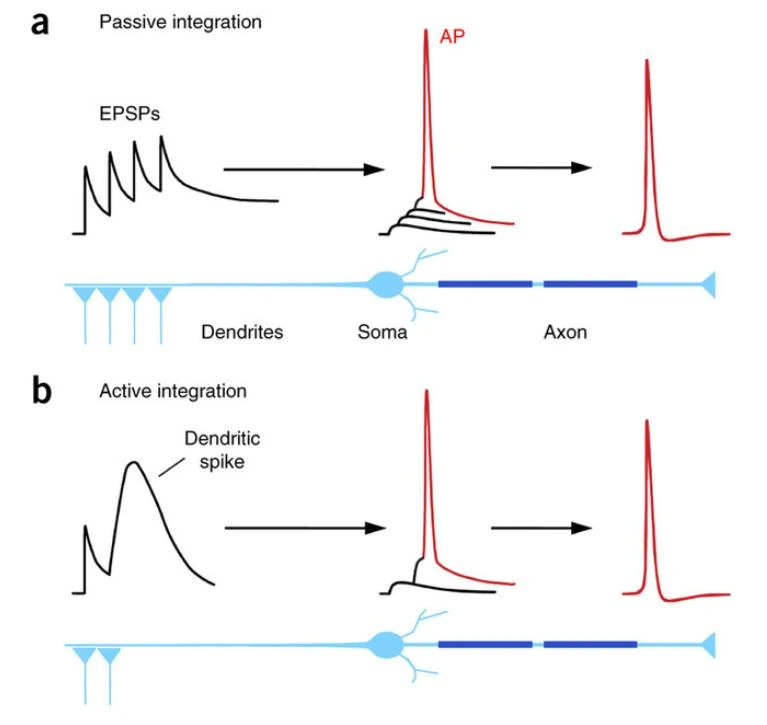 a
Passive integration
AP
EPSPs
Dendrites
Soma
Axon
b
Active integration
Dendritic
spike